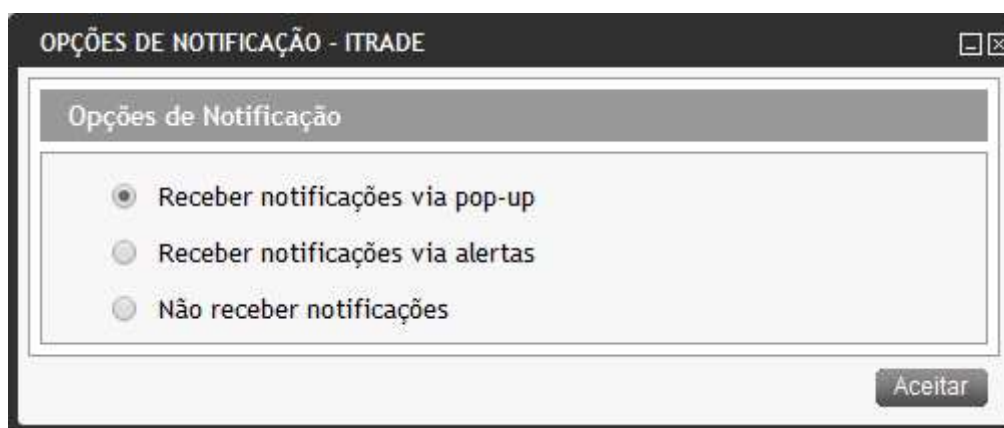 OPÇÕES DE NOTIFICAÇÃO - ITRADE
Opções de Notificação
Receber notificações via pop-up
Receber notificações via alertas
Não receber notificações
Aceitar